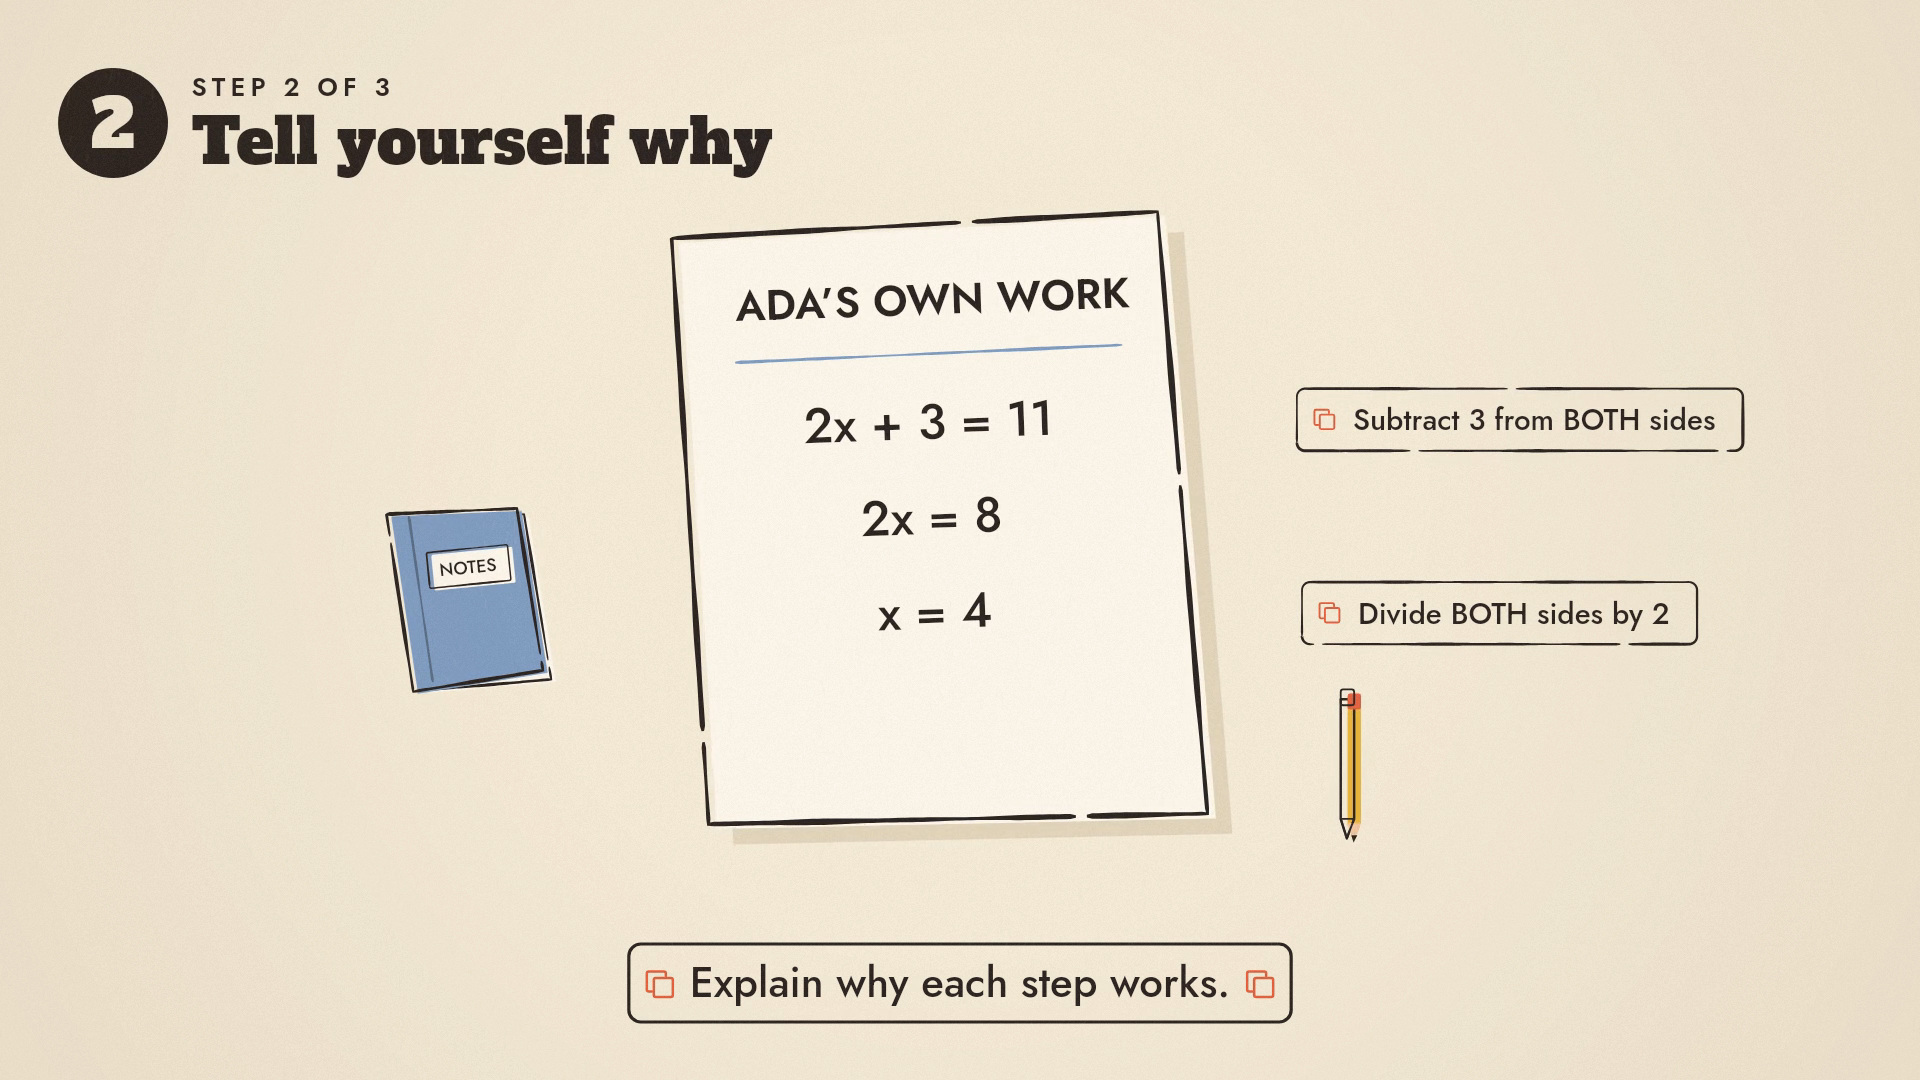 2
STEP 2 OF 3
Tell yourself why
ADA'S OWN WORK
2x + 3 = 11
Subtract 3 from BOTH sides
2x = 8
NOTES
x = 4
Divide BOTH sides by 2
Explain why each step works.